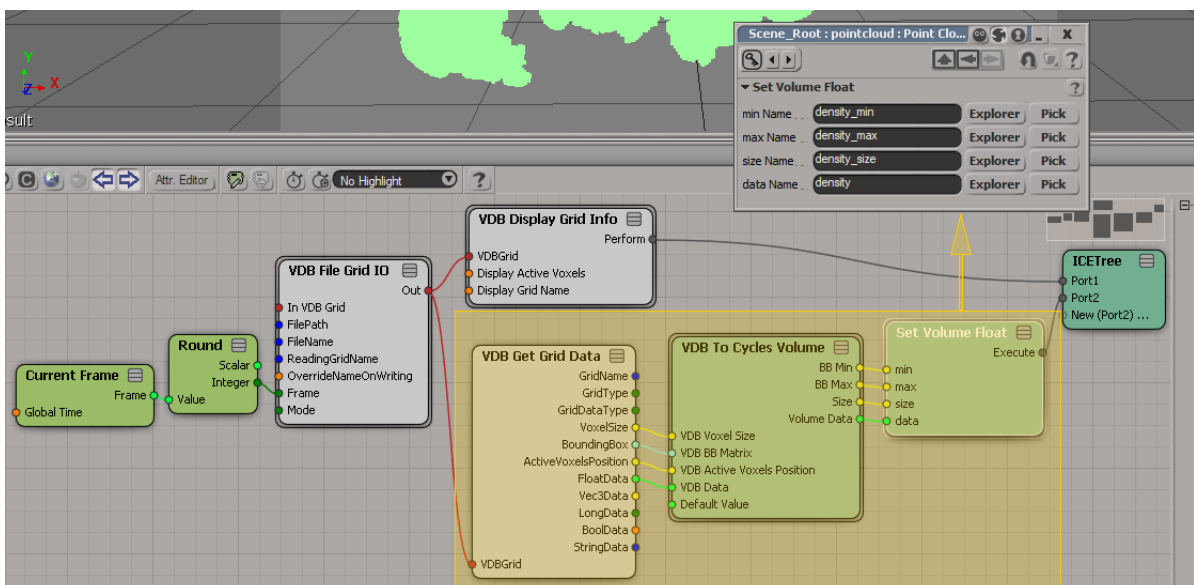 Scene_Root : pointcloud : Point Clo...
X
?
Set Volume Float
?
min Name . . . density_min Explorer Pick
max Name . . density_max Explorer Pick
size Name . . . density_size Explorer Pick
data Name . . density Explorer Pick
Y
Z X
sult
C Attr. Editor No Highlight ?
VDB Display Grid Info
Perform
VDBGrid
Display Active Voxels
Display Grid Name
VDB File Grid IO
Out
In VDB Grid
FilePath
FileName
ReadingGridName
OverrideNameOnWriting
Frame
Mode
Round
Scalar
Integer
Value
Current Frame
Frame
Global Time
VDB Get Grid Data
GridName
GridType
GridDataType
VoxelSize
BoundingBox
ActiveVoxelsPosition
FloatData
Vec3Data
LongData
BoolData
StringData
VDBGrid
VDB To Cycles Volume
BB Min
BB Max
Size
Volume Data
VDB Voxel Size
VDB BB Matrix
VDB Active Voxels Position
VDB Data
Default Value
Set Volume Float
Execute
min
max
size
data
ICETree
Port1
Port2
New (Port2) ...